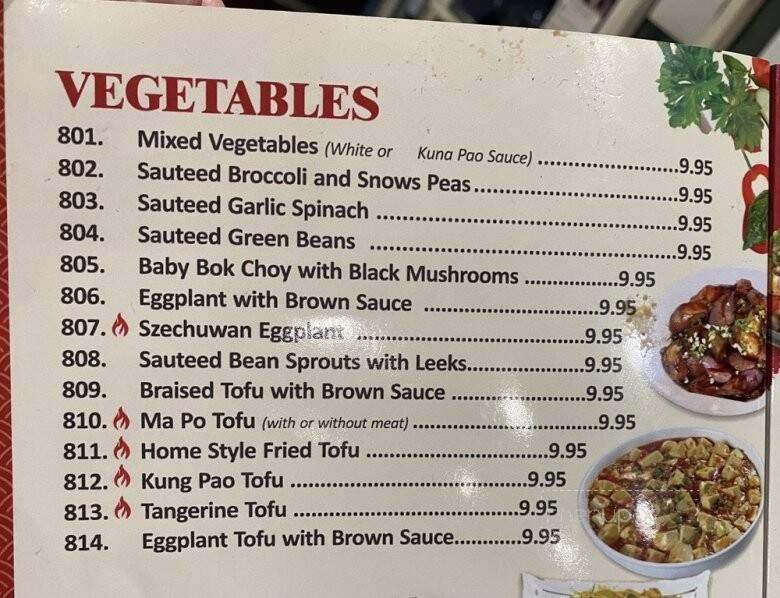 VEGETABLES
801. Mixed Vegetables (White or Kuna Pao Sauce) ........................9.95
802. Sauteed Broccoli and Snows Peas........................9.95
803. Sauteed Garlic Spinach ........................9.95
804. Sauteed Green Beans ........................9.95
805. Baby Bok Choy with Black Mushrooms ........................9.95
806. Eggplant with Brown Sauce ........................9.95
807. Szechuwan Eggplant ........................9.95
808. Sauteed Bean Sprouts with Leeks........................9.95
809. Braised Tofu with Brown Sauce ........................9.95
810. Ma Po Tofu (with or without meat) ........................9.95
811. Home Style Fried Tofu ........................9.95
812. Kung Pao Tofu ........................9.95
813. Tangerine Tofu ........................9.95
814. Eggplant Tofu with Brown Sauce............9.95